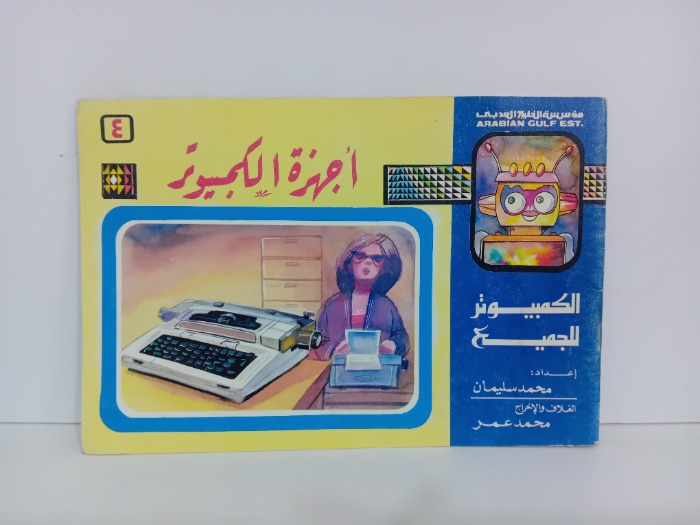 ٤
أجهزة الكمبيوتر
مؤسسة الخليج العربي
ARABIAN GULF EST.
الكمبيوتر
للجميع
إعداد:
محمد سليمان
الغلاف والإخراج
محمد عمر